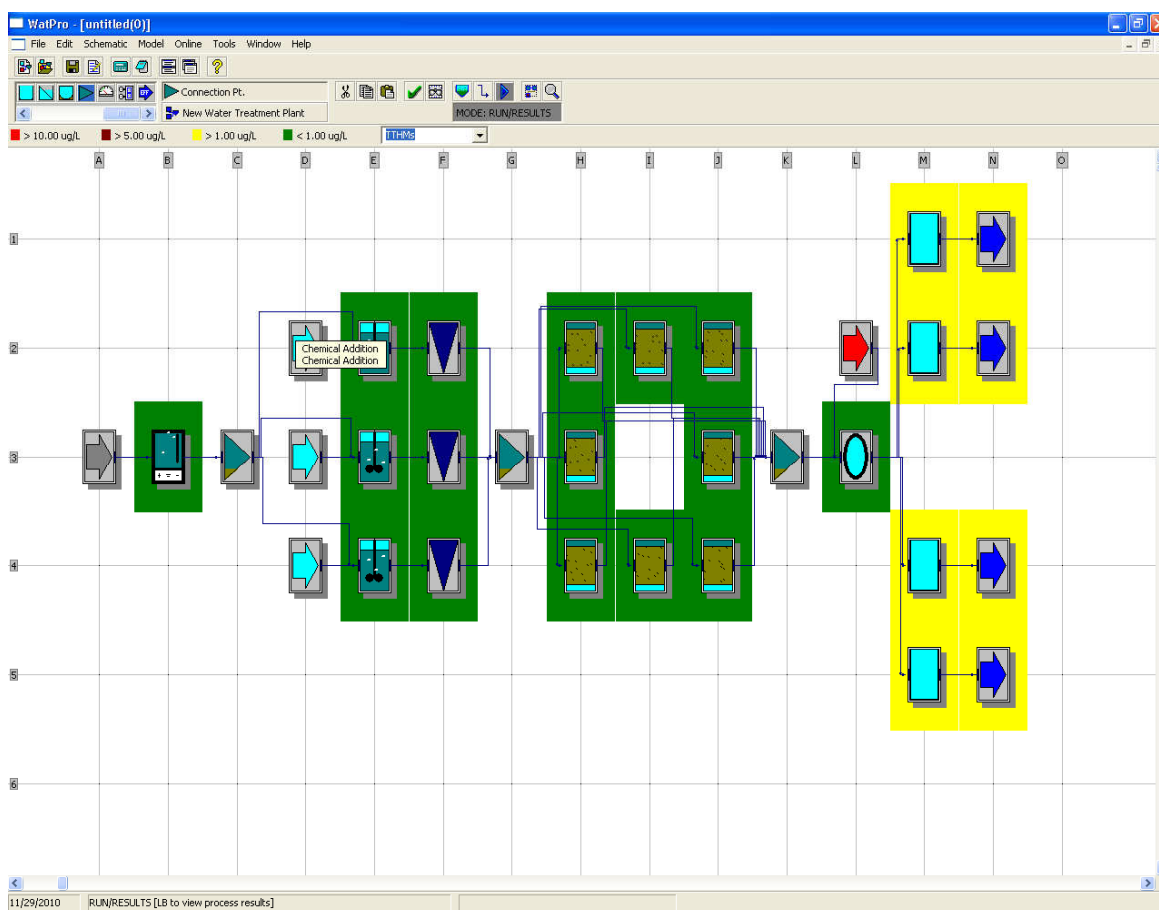 WatPro - [untitled(0)]
File Edit Schematic Model Online Tools Window Help
Connection Pt.
New Water Treatment Plant
MODE: RUN/RESULTS
> 10.00 ug/L > 5.00 ug/L > 1.00 ug/L < 1.00 ug/L TTHMs
A B C D E F G H I J K L M N O
1
2
Chemical Addition
Chemical Addition
3
4
5
6
11/29/2010 RUN/RESULTS [LB to view process results]